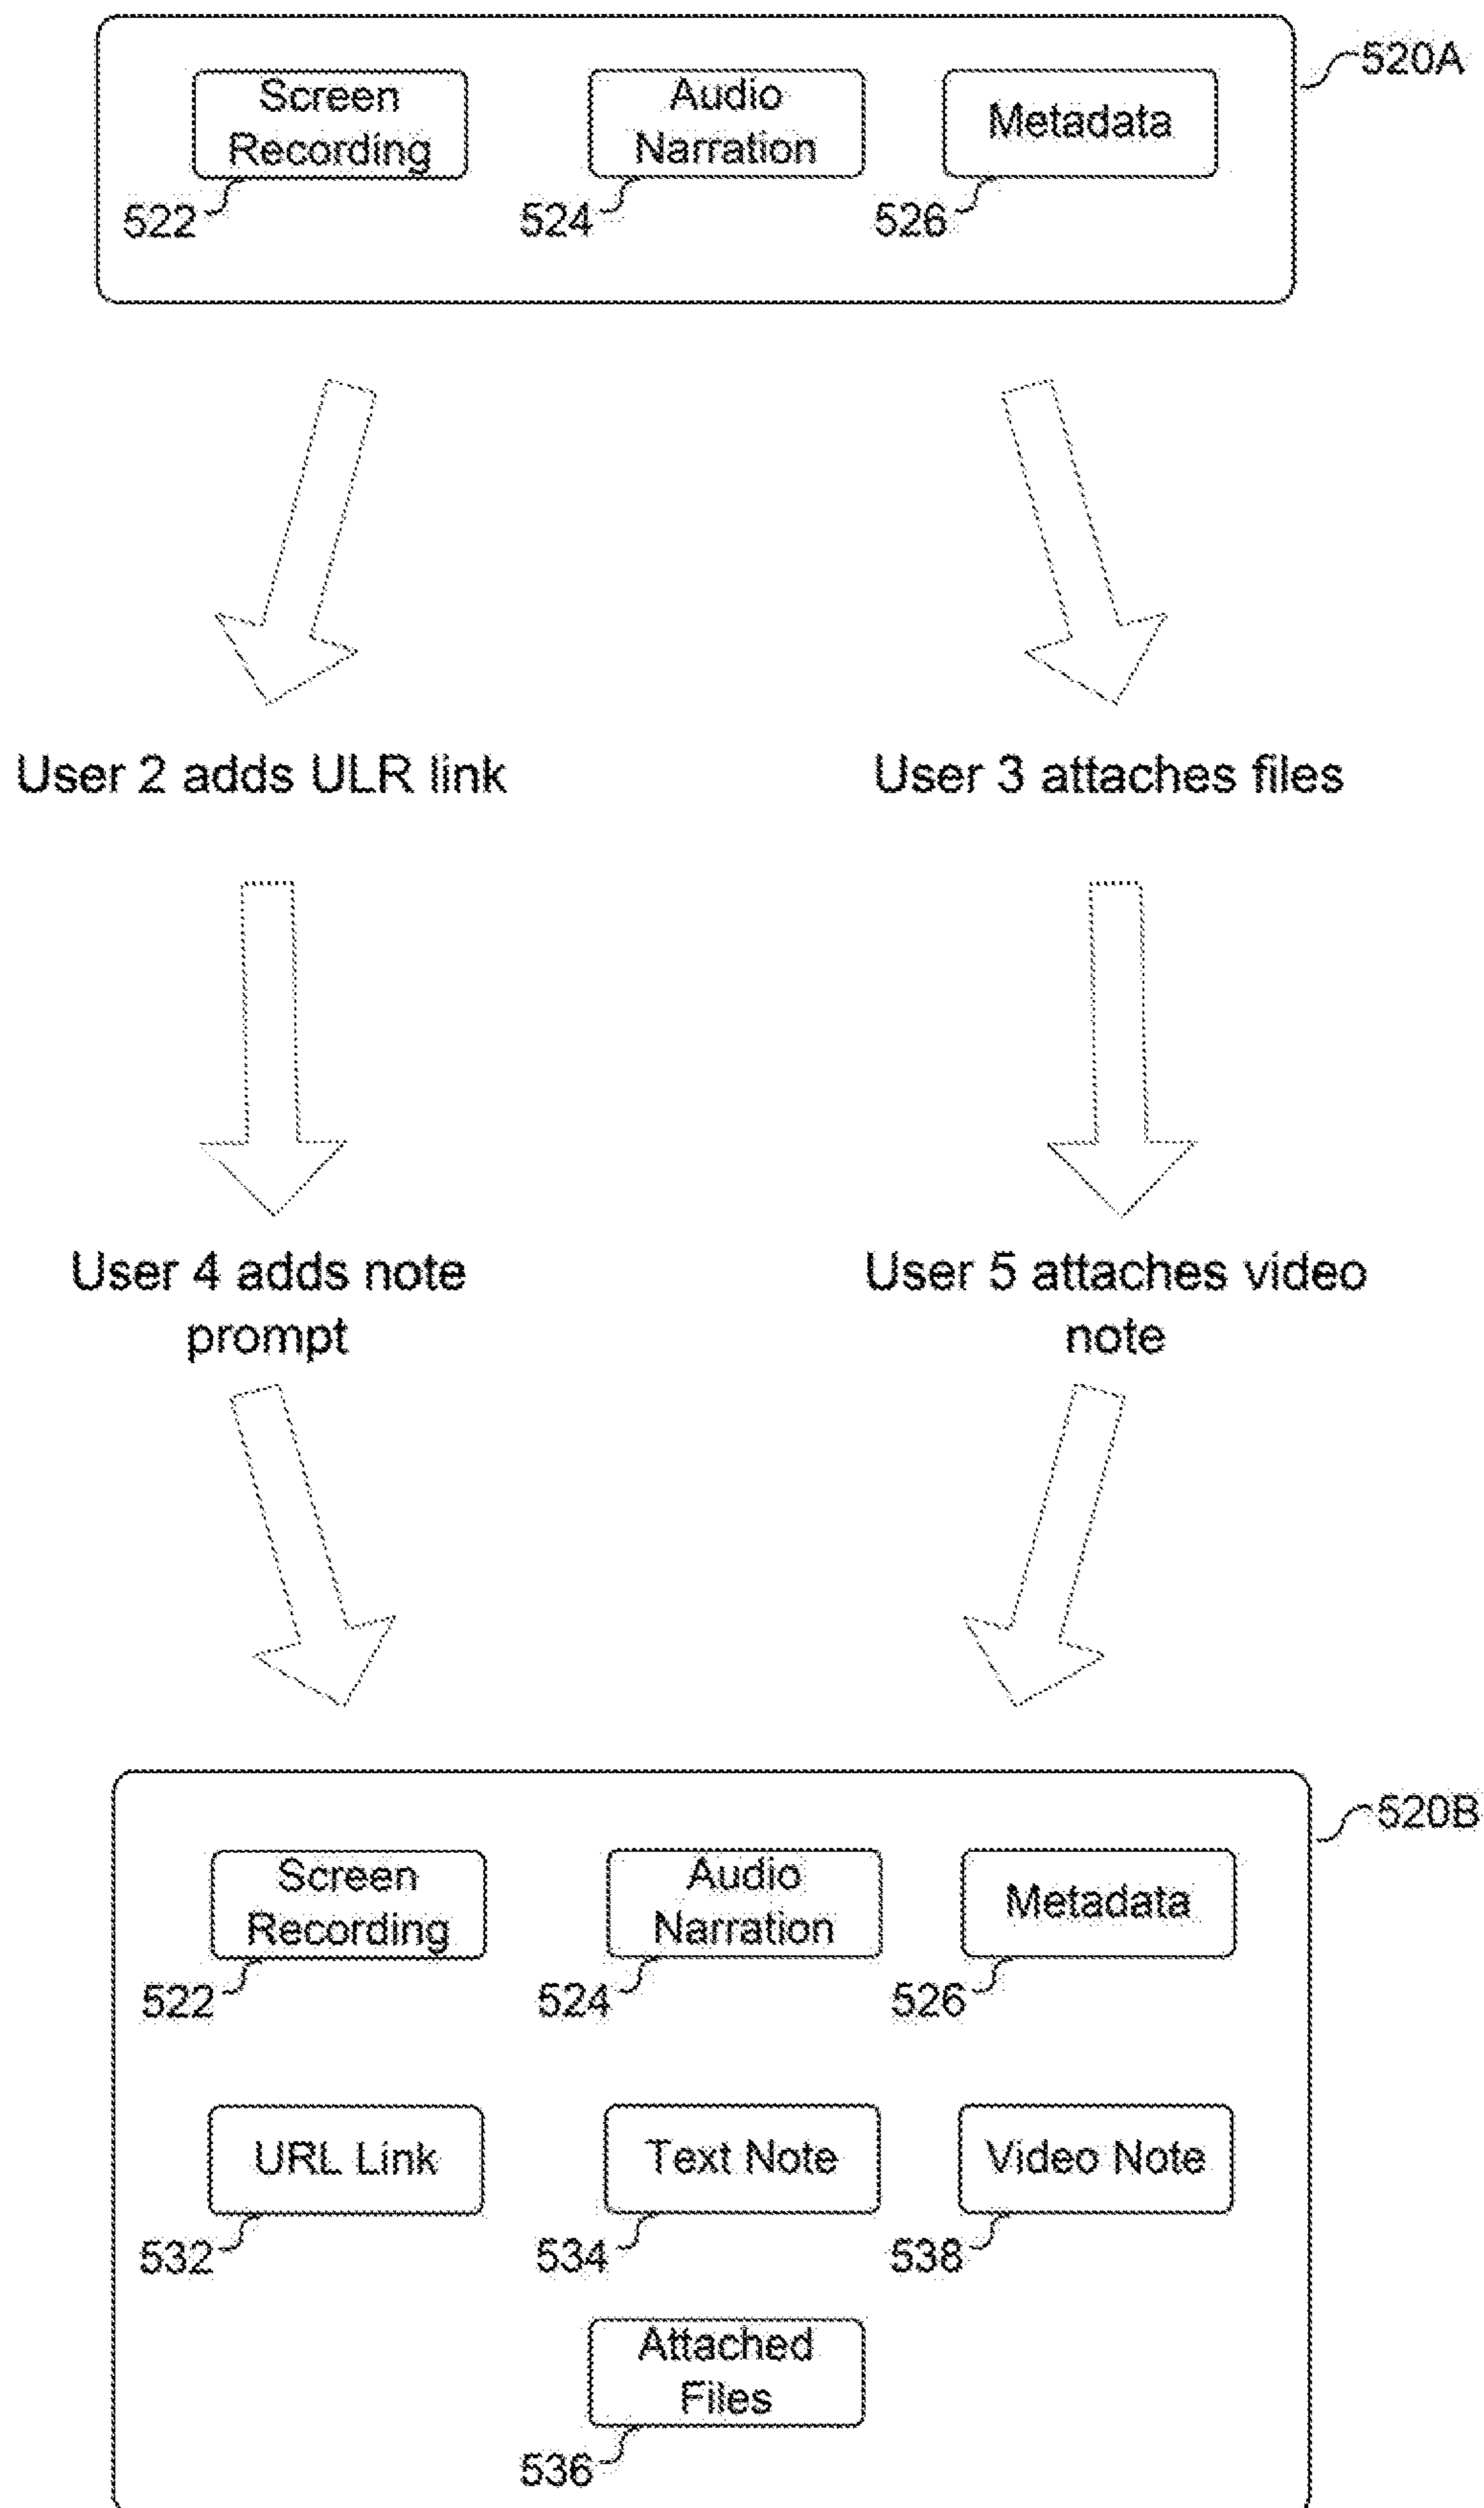 520A
Screen
Recording
Audio
Narration
Metadata
522
524
526
User 2 adds ULR link
User 3 attaches files
User 4 adds note
prompt
User 5 attaches video
note
520B
Screen
Recording
Audio
Narration
Metadata
522
524
526
URL Link
Text Note
Video Note
532
534
538
Attached
Files
536